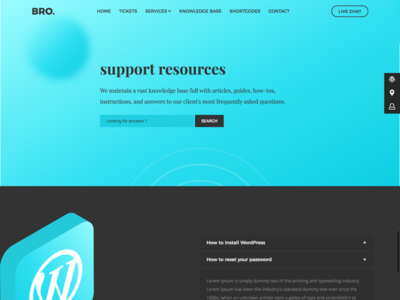 BRO.
HOME TICKETS SERVICES KNOWLEDGE BASE SHORTCODES CONTACT LIVE CHAT
support resources
We maintain a vast knowledge base full with articles, guides, how-tos,
instructions, and answers to our client's most frequently asked questions.
Looking for answers ? SEARCH
How to Install WordPress +
How to reset your password +
Lorem Ipsum is simply dummy text of the printing and typesetting industry.
Lorem Ipsum has been the industry's standard dummy text ever since the
1500s, when an unknown printer took a galley of type and scrambled it to